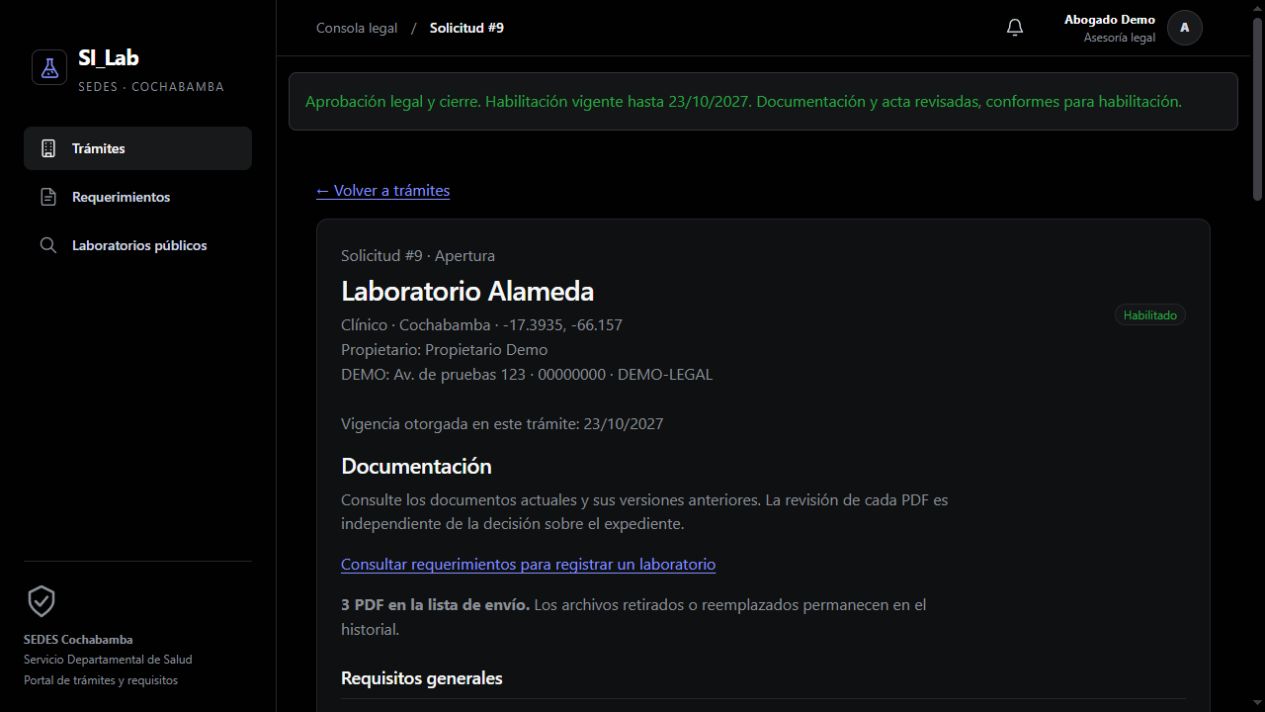 SI_Lab
SEDES · COCHABAMBA
Trámites
Requerimientos
Laboratorios públicos
SEDES Cochabamba
Servicio Departamental de Salud
Portal de trámites y requisitos
Consola legal / Solicitud #9
Abogado Demo
Asesoría legal
A
Aprobación legal y cierre. Habilitación vigente hasta 23/10/2027. Documentación y acta revisadas, conformes para habilitación.
← Volver a trámites
Solicitud #9 · Apertura
Laboratorio Alameda
Habilitado
Clínico · Cochabamba · -17.3935, -66.157
Propietario: Propietario Demo
DEMO: Av. de pruebas 123 · 00000000 · DEMO-LEGAL
Vigencia otorgada en este trámite: 23/10/2027
Documentación
Consulte los documentos actuales y sus versiones anteriores. La revisión de cada PDF es
independiente de la decisión sobre el expediente.
Consultar requerimientos para registrar un laboratorio
3 PDF en la lista de envío. Los archivos retirados o reemplazados permanecen en el
historial.
Requisitos generales